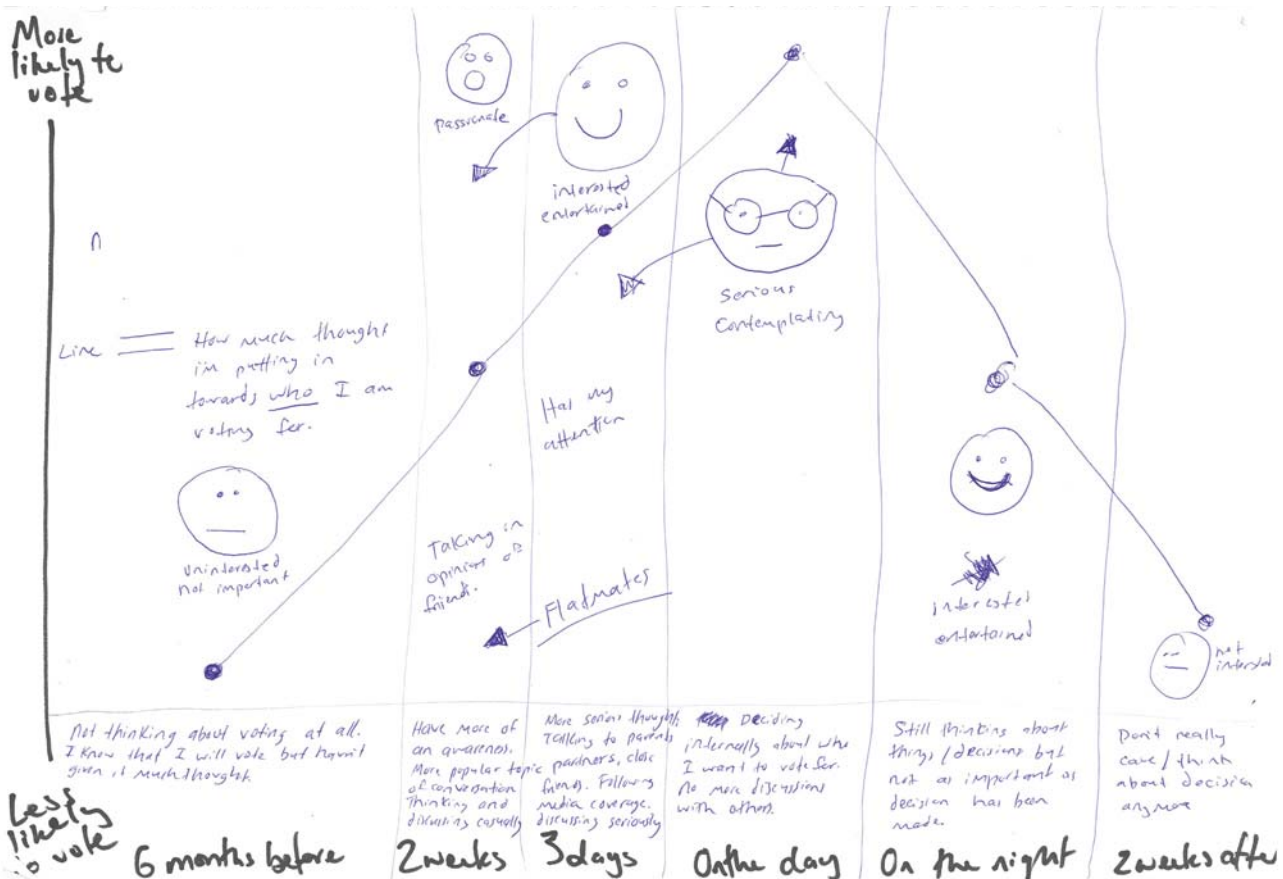 More
likely to
vote
passionate
interested
entertained
Serious
Contemplating
Line
How much thought
im putting in
towards who I am
voting for.
Has my
attention
uninterested
not important
Taking in
opinions of
friends.
Flatmates
interested
entertained
not
interested
Not thinking about voting at all.
I know that I will vote but havn't
given it much thought.
Have more of
an awareness.
More popular topic
of conversation
Thinking and
discussing casually
More serious thought,
Talking to parents
partners, close
friends. Following
media coverage.
discussing seriously
Deciding
internally about who
I want to vote for.
No more discussions
with others.
Still thinking about
things/decisions but
not as important as
decision has been
made.
Dont really
care/think
about decision
anymore
Less
likely
to vote
6 months before
2 weeks
3 days
On the day
On the night
2 weeks after